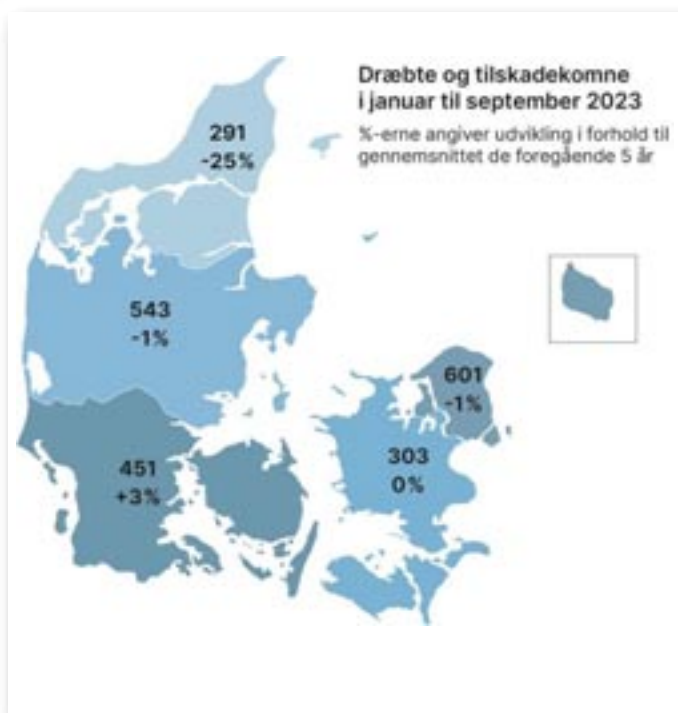 Dræbte og tilskadekomne
i januar til september 2023
%-erne angiver udvikling i forhold til
gennemsnittet de foregående 5 år
291
-25%
543
-1%
601
-1%
451
+3%
303
0%